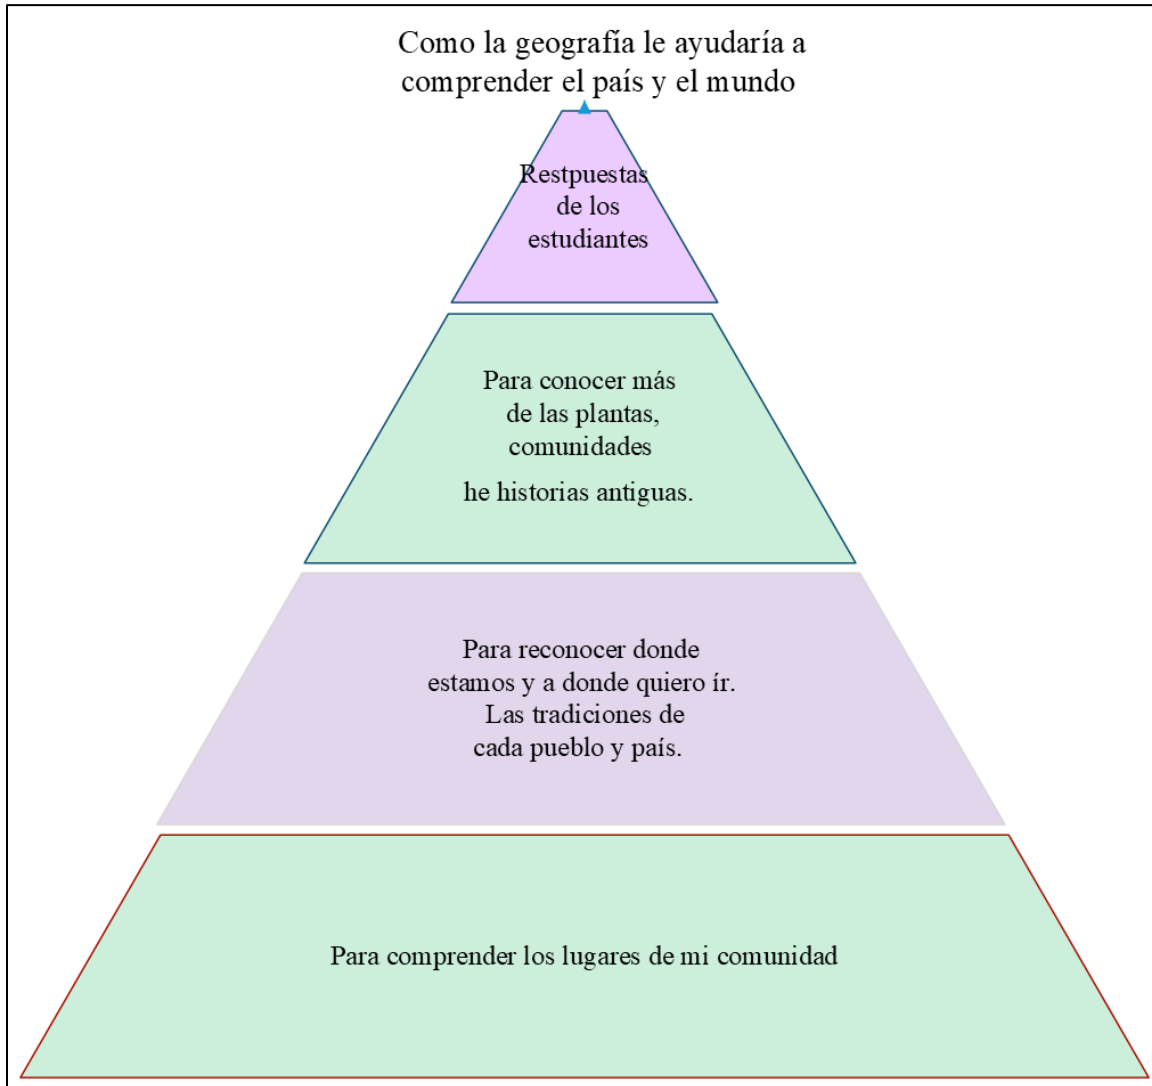 Como la geografía le ayudaría a
comprender el país y el mundo
Restpuestas
de los
estudiantes
Para conocer más
de las plantas,
comunidades
he historias antiguas.
Para reconocer donde
estamos y a donde quiero ír.
Las tradiciones de
cada pueblo y país.
Para comprender los lugares de mi comunidad